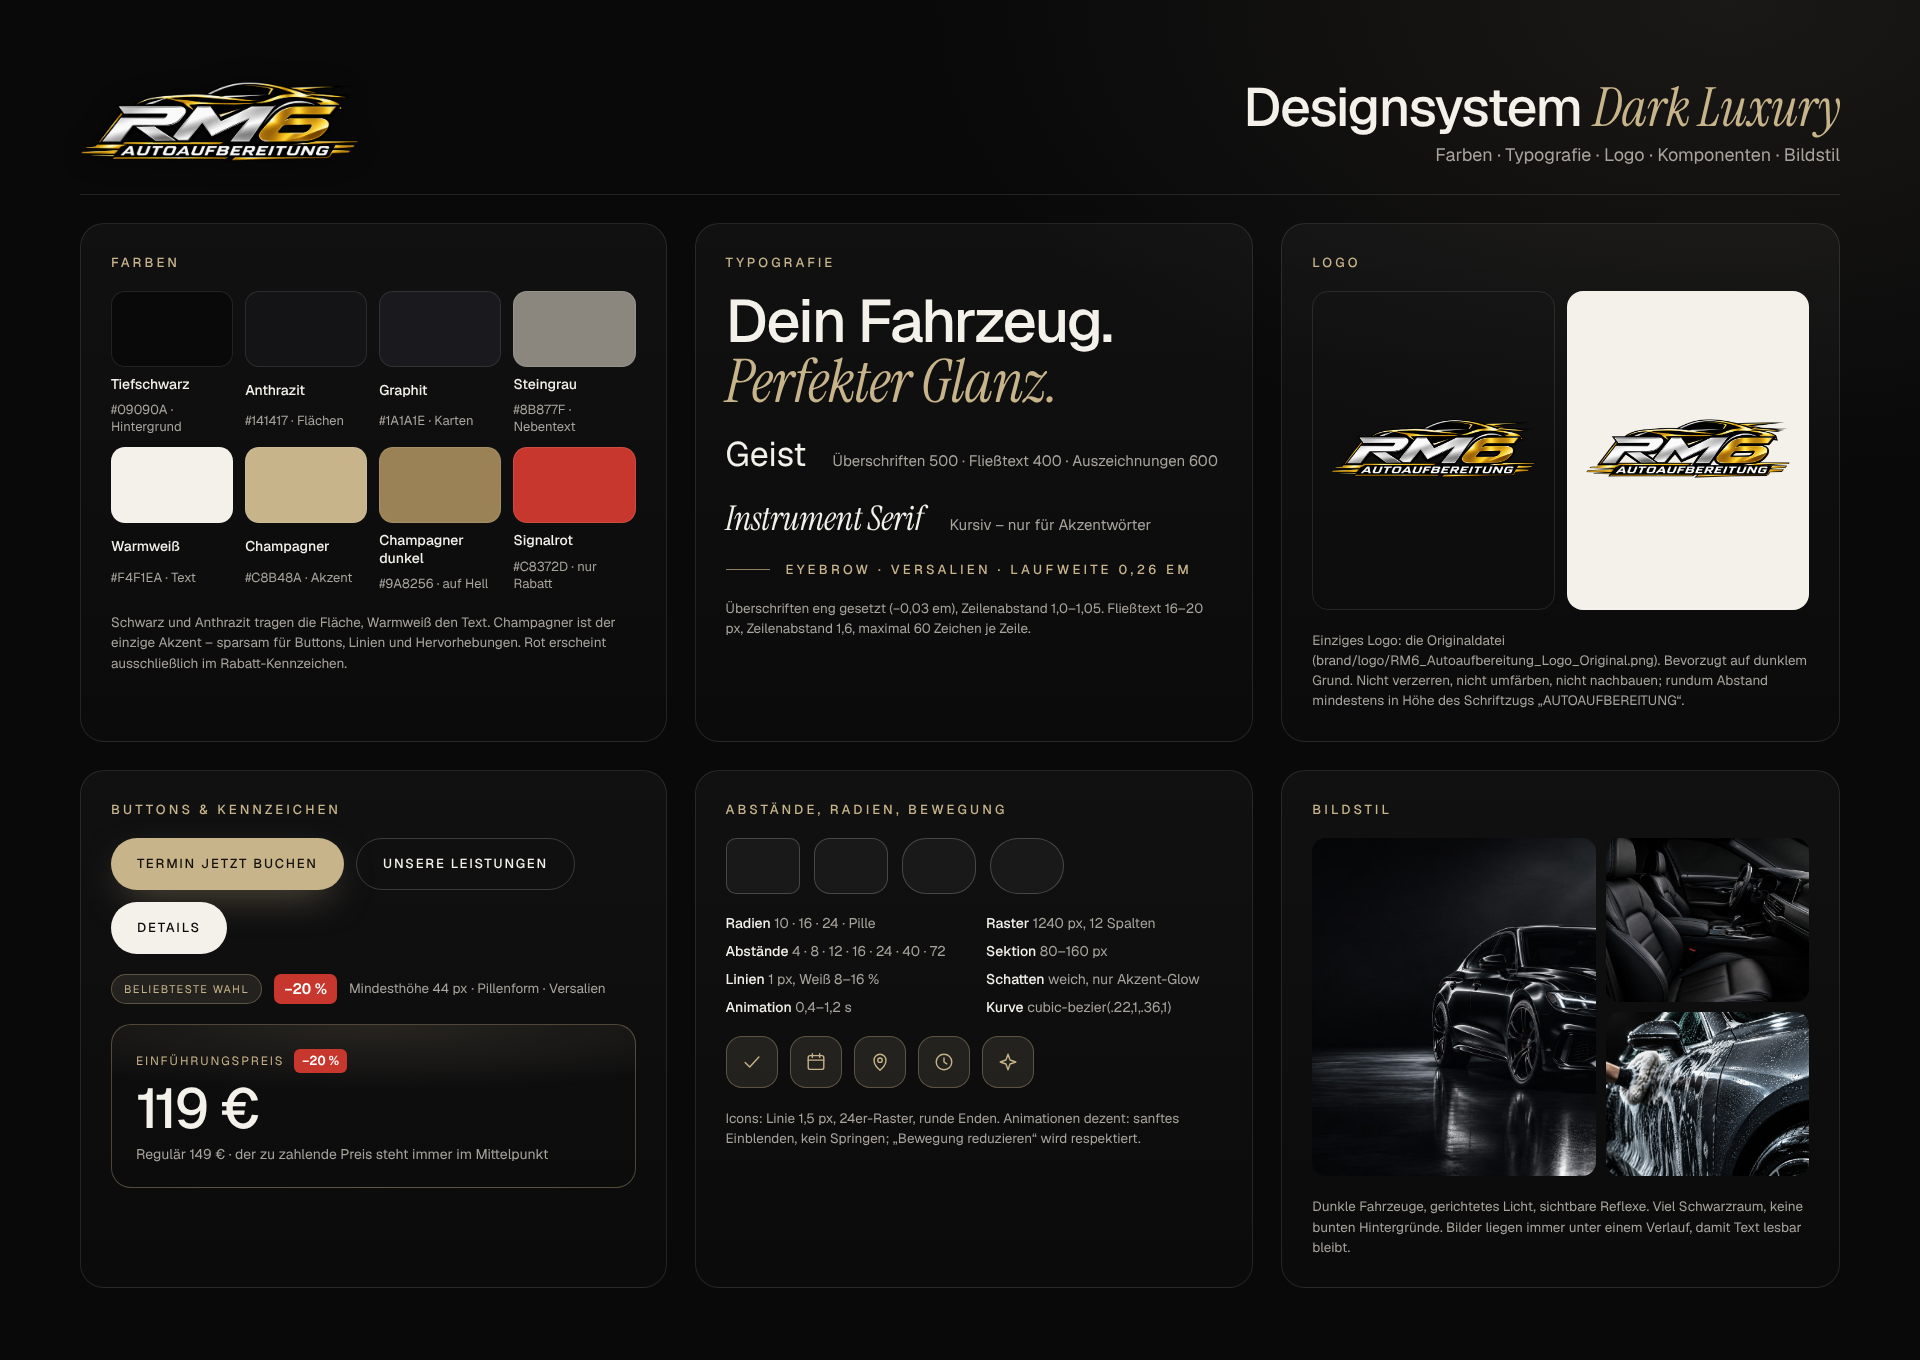 RM6
AUTOAUFBEREITUNG
Designsystem Dark Luxury
Farben · Typografie · Logo · Komponenten · Bildstil
FARBEN
Tiefschwarz
#09090A ·
Hintergrund
Anthrazit
#141417 · Flächen
Graphit
#1A1A1E · Karten
Steingrau
#8B877F ·
Nebentext
Warmweiß
#F4F1EA · Text
Champagner
#C8B48A · Akzent
Champagner
dunkel
#9A8256 · auf Hell
Signalrot
#C8372D · nur
Rabatt
Schwarz und Anthrazit tragen die Fläche, Warmweiß den Text. Champagner ist der
einzige Akzent – sparsam für Buttons, Linien und Hervorhebungen. Rot erscheint
ausschließlich im Rabatt-Kennzeichen.
TYPOGRAFIE
Dein Fahrzeug.
Perfekter Glanz.
Geist Überschriften 500 · Fließtext 400 · Auszeichnungen 600
Instrument Serif Kursiv – nur für Akzentwörter
EYEBROW · VERSALIEN · LAUFWEITE 0,26 EM
Überschriften eng gesetzt (−0,03 em), Zeilenabstand 1,0–1,05. Fließtext 16–20
px, Zeilenabstand 1,6, maximal 60 Zeichen je Zeile.
LOGO
RM6
AUTOAUFBEREITUNG
RM6
AUTOAUFBEREITUNG
Einziges Logo: die Originaldatei
(brand/logo/RM6_Autoaufbereitung_Logo_Original.png). Bevorzugt auf dunklem
Grund. Nicht verzerren, nicht umfärben, nicht nachbauen; rundum Abstand
mindestens in Höhe des Schriftzugs „AUTOAUFBEREITUNG“.
BUTTONS & KENNZEICHEN
TERMIN JETZT BUCHEN
UNSERE LEISTUNGEN
DETAILS
BELIEBTESTE WAHL
−20 %
Mindesthöhe 44 px · Pillenform · Versalien
EINFÜHRUNGSPREIS −20 %
119 €
Regulär 149 € · der zu zahlende Preis steht immer im Mittelpunkt
ABSTÄNDE, RADIEN, BEWEGUNG
Radien 10 · 16 · 24 · Pille
Raster 1240 px, 12 Spalten
Abstände 4 · 8 · 12 · 16 · 24 · 40 · 72
Sektion 80–160 px
Linien 1 px, Weiß 8–16 %
Schatten weich, nur Akzent-Glow
Animation 0,4–1,2 s
Kurve cubic-bezier(.22,1,.36,1)
Icons: Linie 1,5 px, 24er-Raster, runde Enden. Animationen dezent: sanftes
Einblenden, kein Springen; „Bewegung reduzieren“ wird respektiert.
BILDSTIL
Dunkle Fahrzeuge, gerichtetes Licht, sichtbare Reflexe. Viel Schwarzraum, keine
bunten Hintergründe. Bilder liegen immer unter einem Verlauf, damit Text lesbar
bleibt.